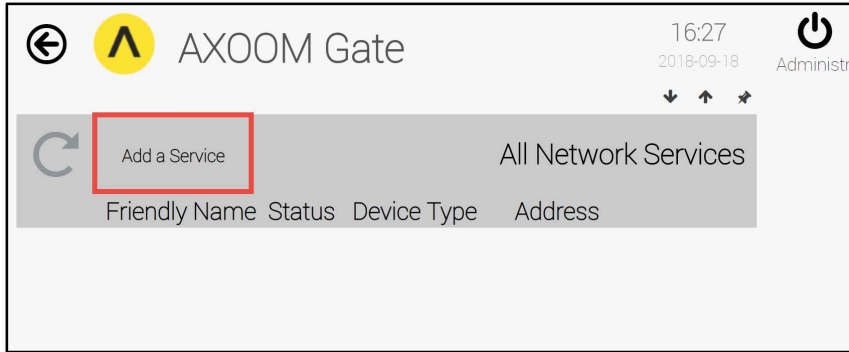 AXOOM Gate
16:27
2018-09-18
Administr
Add a Service
All Network Services
Friendly Name Status Device Type Address